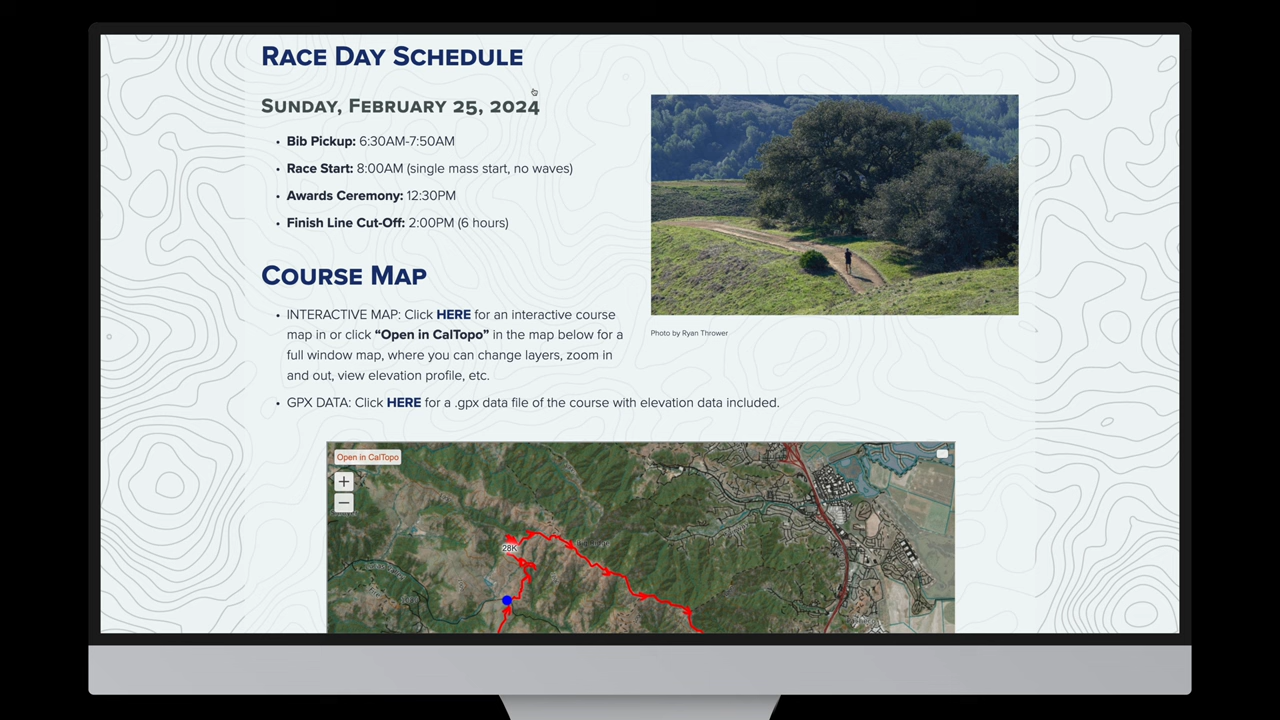 Race Day Schedule
Sunday, February 25, 2024
• Bib Pickup: 6:30AM-7:50AM
• Race Start: 8:00AM (single mass start, no waves)
• Awards Ceremony: 12:30PM
• Finish Line Cut-Off: 2:00PM (6 hours)
Photo by Ryan Thrower
Course Map
• INTERACTIVE MAP: Click HERE for an interactive course
map in or click “Open in CalTopo” in the map below for a
full window map, where you can change layers, zoom in
and out, view elevation profile, etc.
• GPX DATA: Click HERE for a .gpx data file of the course with elevation data included.
Open in CalTopo
+
−
28K